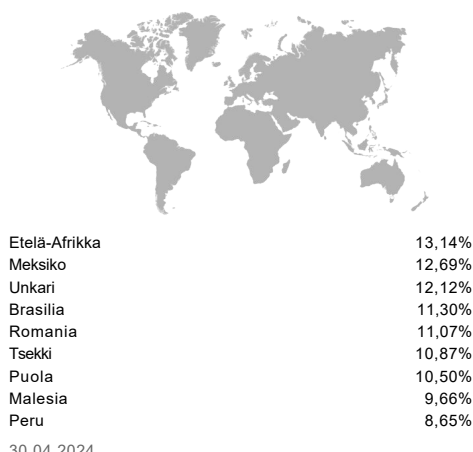 Etelä-Afrikka 13,14%
Meksiko 12,69%
Unkari 12,12%
Brasilia 11,30%
Romania 11,07%
Tsekki 10,87%
Puola 10,50%
Malesia 9,66%
Peru 8,65%
30.04.2024